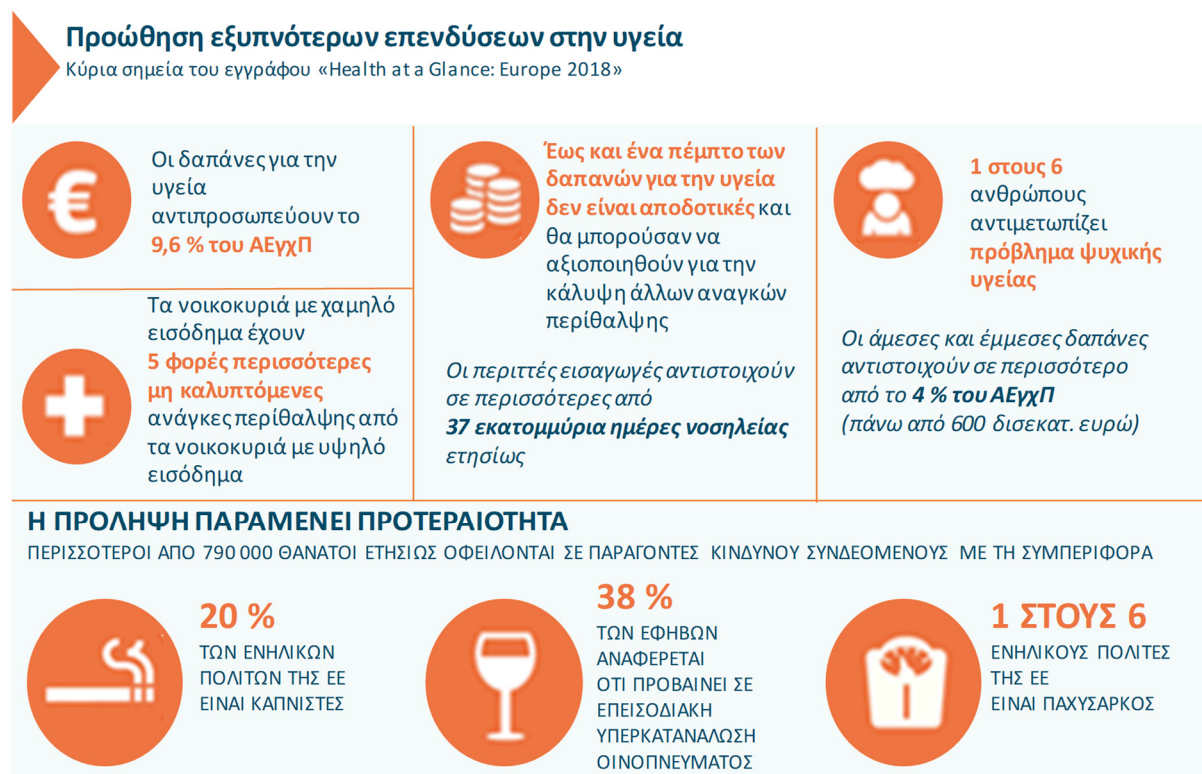 Προώθηση εξυπνότερων επενδύσεων στην υγεία
Κύρια σημεία του εγγράφου «Health at a Glance: Europe 2018»
€
Οι δαπάνες για την
υγεία
αντιπροσωπεύουν το
9,6 % του ΑΕγχΠ
Τα νοικοκυριά με χαμηλό
εισόδημα έχουν
5 φορές περισσότερες
μη καλυπτόμενες
ανάγκες περίθαλψης από
τα νοικοκυριά με υψηλό
εισόδημα
Έως και ένα πέμπτο των
δαπανών για την υγεία
δεν είναι αποδοτικές και
θα μπορούσαν να
αξιοποιηθούν για την
κάλυψη άλλων αναγκών
περίθαλψης
Οι περιττές εισαγωγές αντιστοιχούν
σε περισσότερες από
37 εκατομμύρια ημέρες νοσηλείας
ετησίως
1 στους 6
ανθρώπους
αντιμετωπίζει
πρόβλημα ψυχικής
υγείας
Οι άμεσες και έμμεσες δαπάνες
αντιστοιχούν σε περισσότερο
από το 4 % του ΑΕγχΠ
(πάνω από 600 δισεκατ. ευρώ)
Η ΠΡΟΛΗΨΗ ΠΑΡΑΜΕΝΕΙ ΠΡΟΤΕΡΑΙΟΤΗΤΑ
ΠΕΡΙΣΣΟΤΕΡΟΙ ΑΠΟ 790 000 ΘΑΝΑΤΟΙ ΕΤΗΣΙΩΣ ΟΦΕΙΛΟΝΤΑΙ ΣΕ ΠΑΡΑΓΟΝΤΕΣ ΚΙΝΔΥΝΟΥ ΣΥΝΔΕΟΜΕΝΟΥΣ ΜΕ ΤΗ ΣΥΜΠΕΡΙΦΟΡΑ
20 %
ΤΩΝ ΕΝΗΛΙΚΩΝ
ΠΟΛΙΤΩΝ ΤΗΣ ΕΕ
ΕΙΝΑΙ ΚΑΠΝΙΣΤΕΣ
38 %
ΤΩΝ ΕΦΗΒΩΝ
ΑΝΑΦΕΡΕΤΑΙ
ΟΤΙ ΠΡΟΒΑΙΝΕΙ ΣΕ
ΕΠΕΙΣΟΔΙΑΚΗ
ΥΠΕΡΚΑΤΑΝΑΛΩΣΗ
ΟΙΝΟΠΝΕΥΜΑΤΟΣ
1 ΣΤΟΥΣ 6
ΕΝΗΛΙΚΟΥΣ ΠΟΛΙΤΕΣ
ΤΗΣ ΕΕ
ΕΙΝΑΙ ΠΑΧΥΣΑΡΚΟΣ